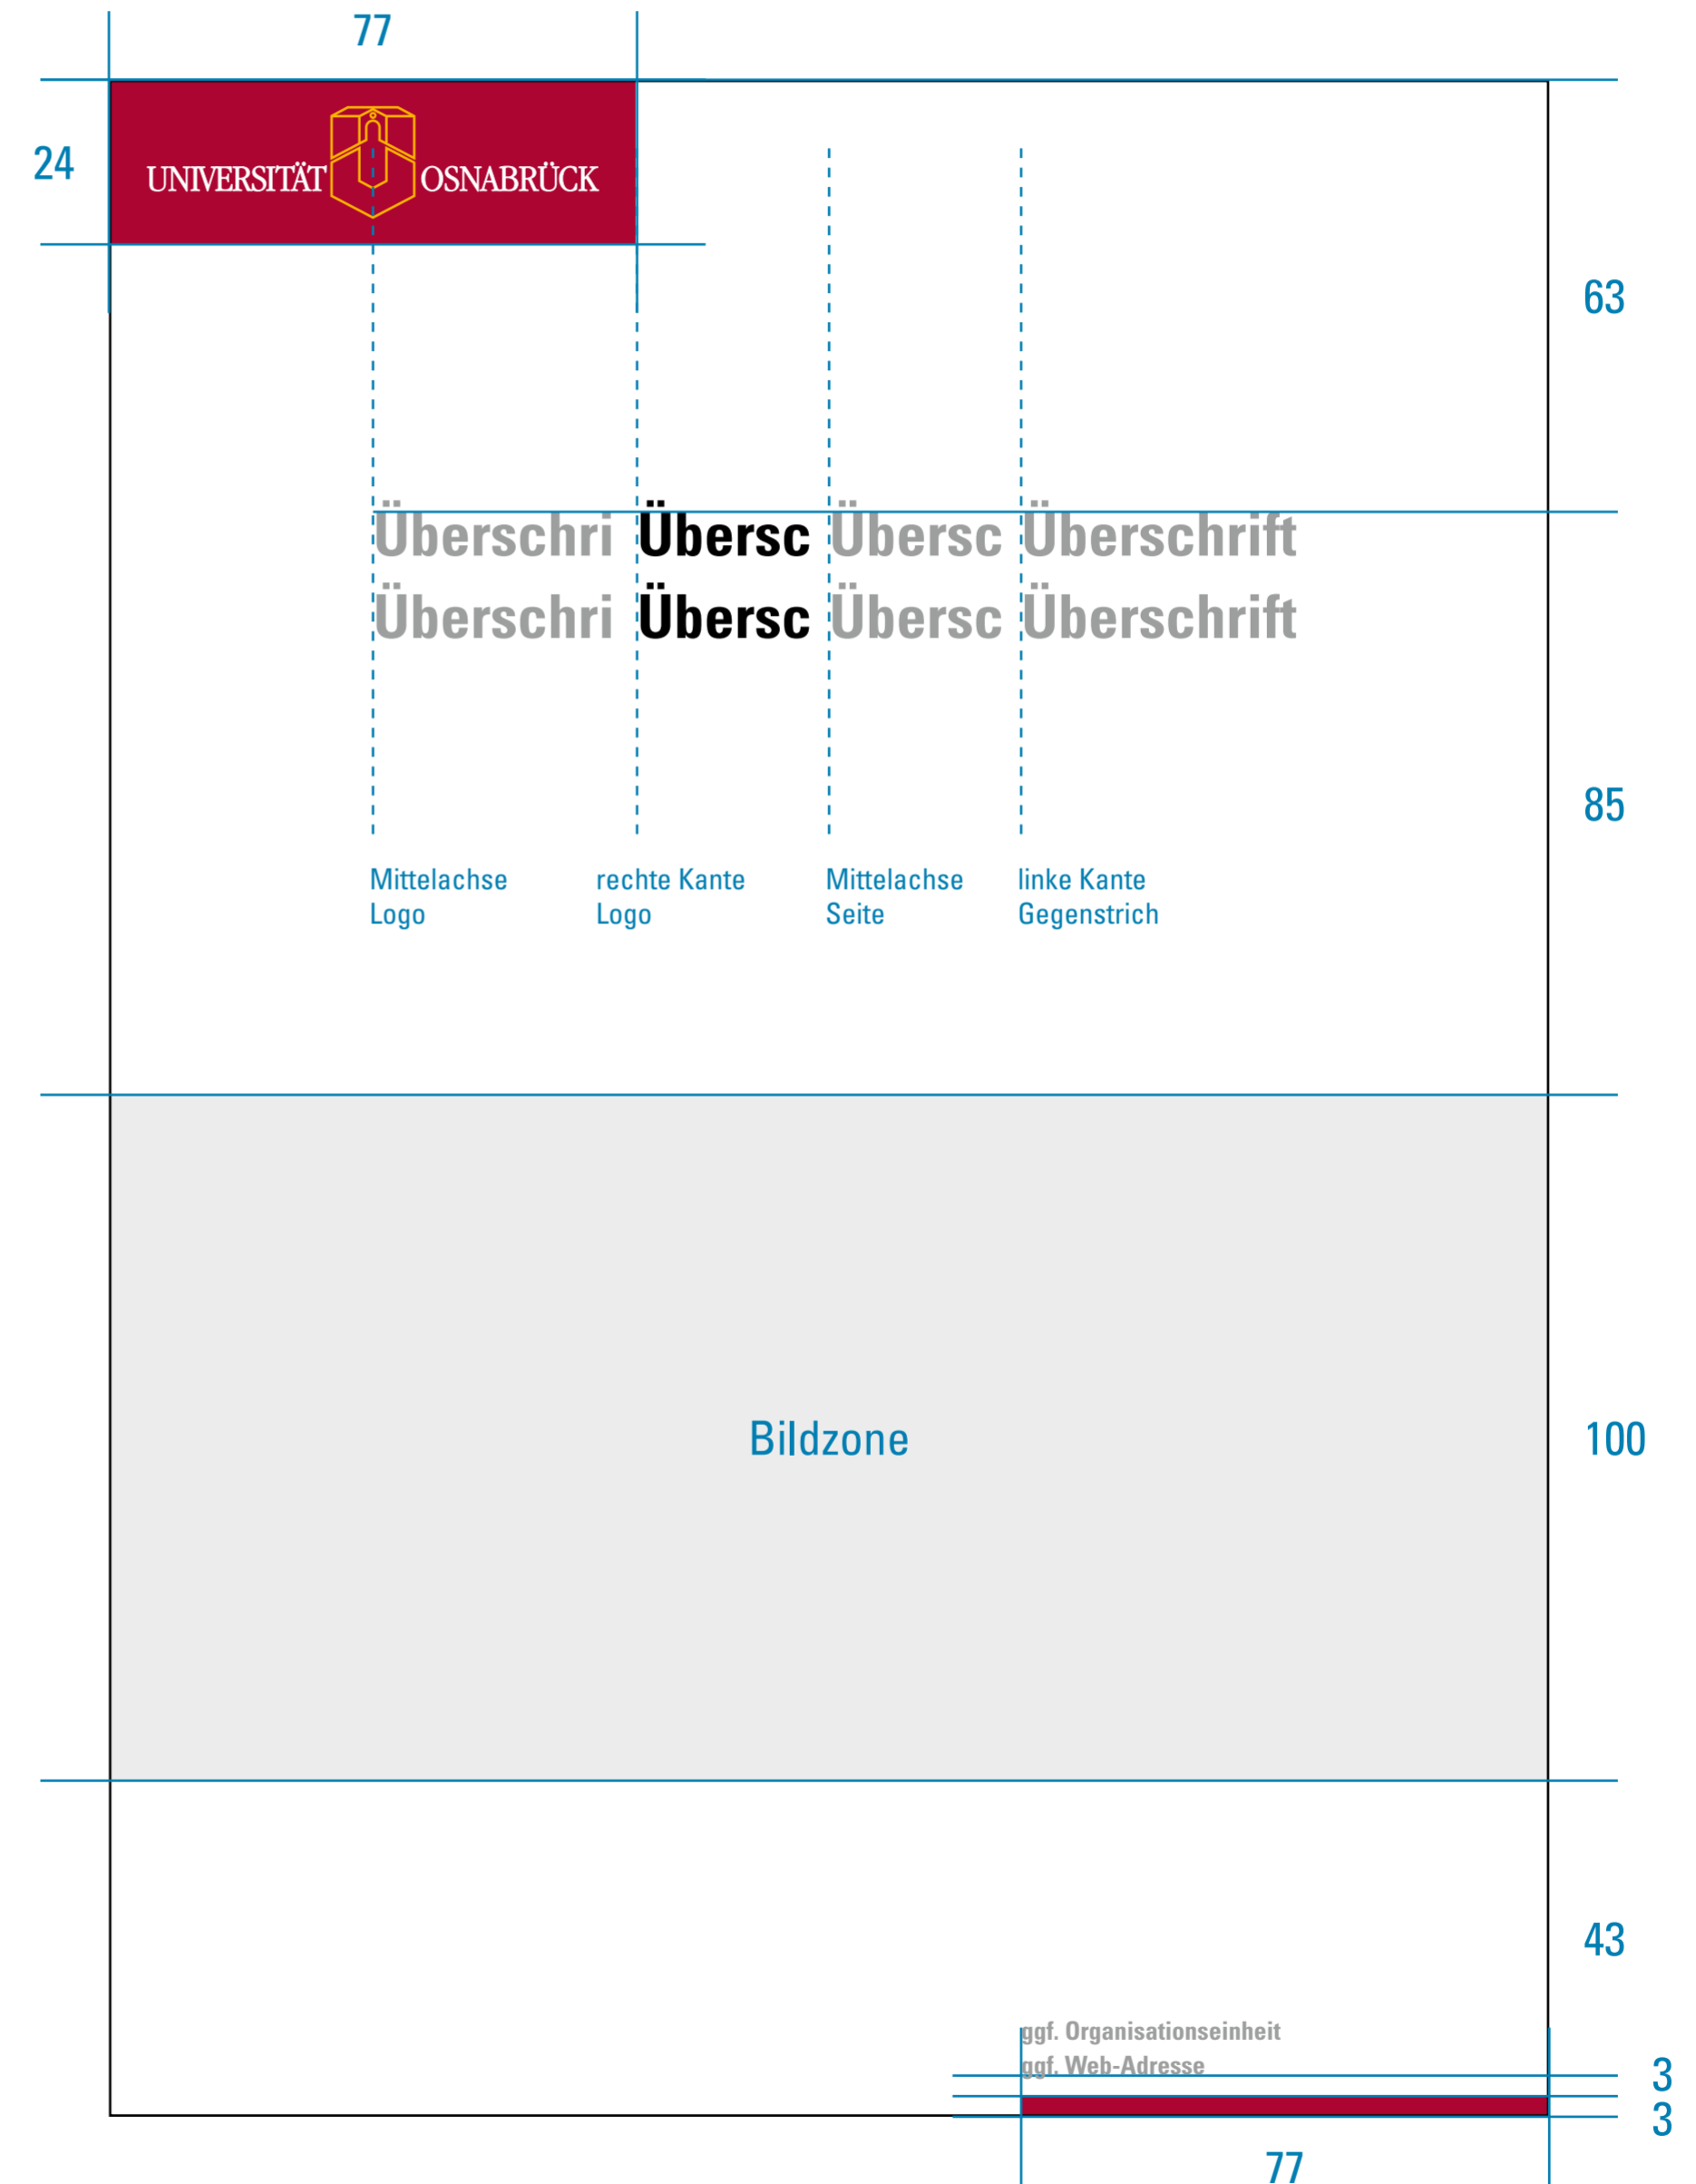 77
24
UNIVERSITÄT OSNABRÜCK
63
Überschri Übersc Übersc Überschrift
Überschri Übersc Übersc Überschrift
85
Mittelachse
Logo
rechte Kante
Logo
Mittelachse
Seite
linke Kante
Gegenstrich
Bildzone
100
43
ggf. Organisationseinheit
ggf. Web-Adresse
3
3
77